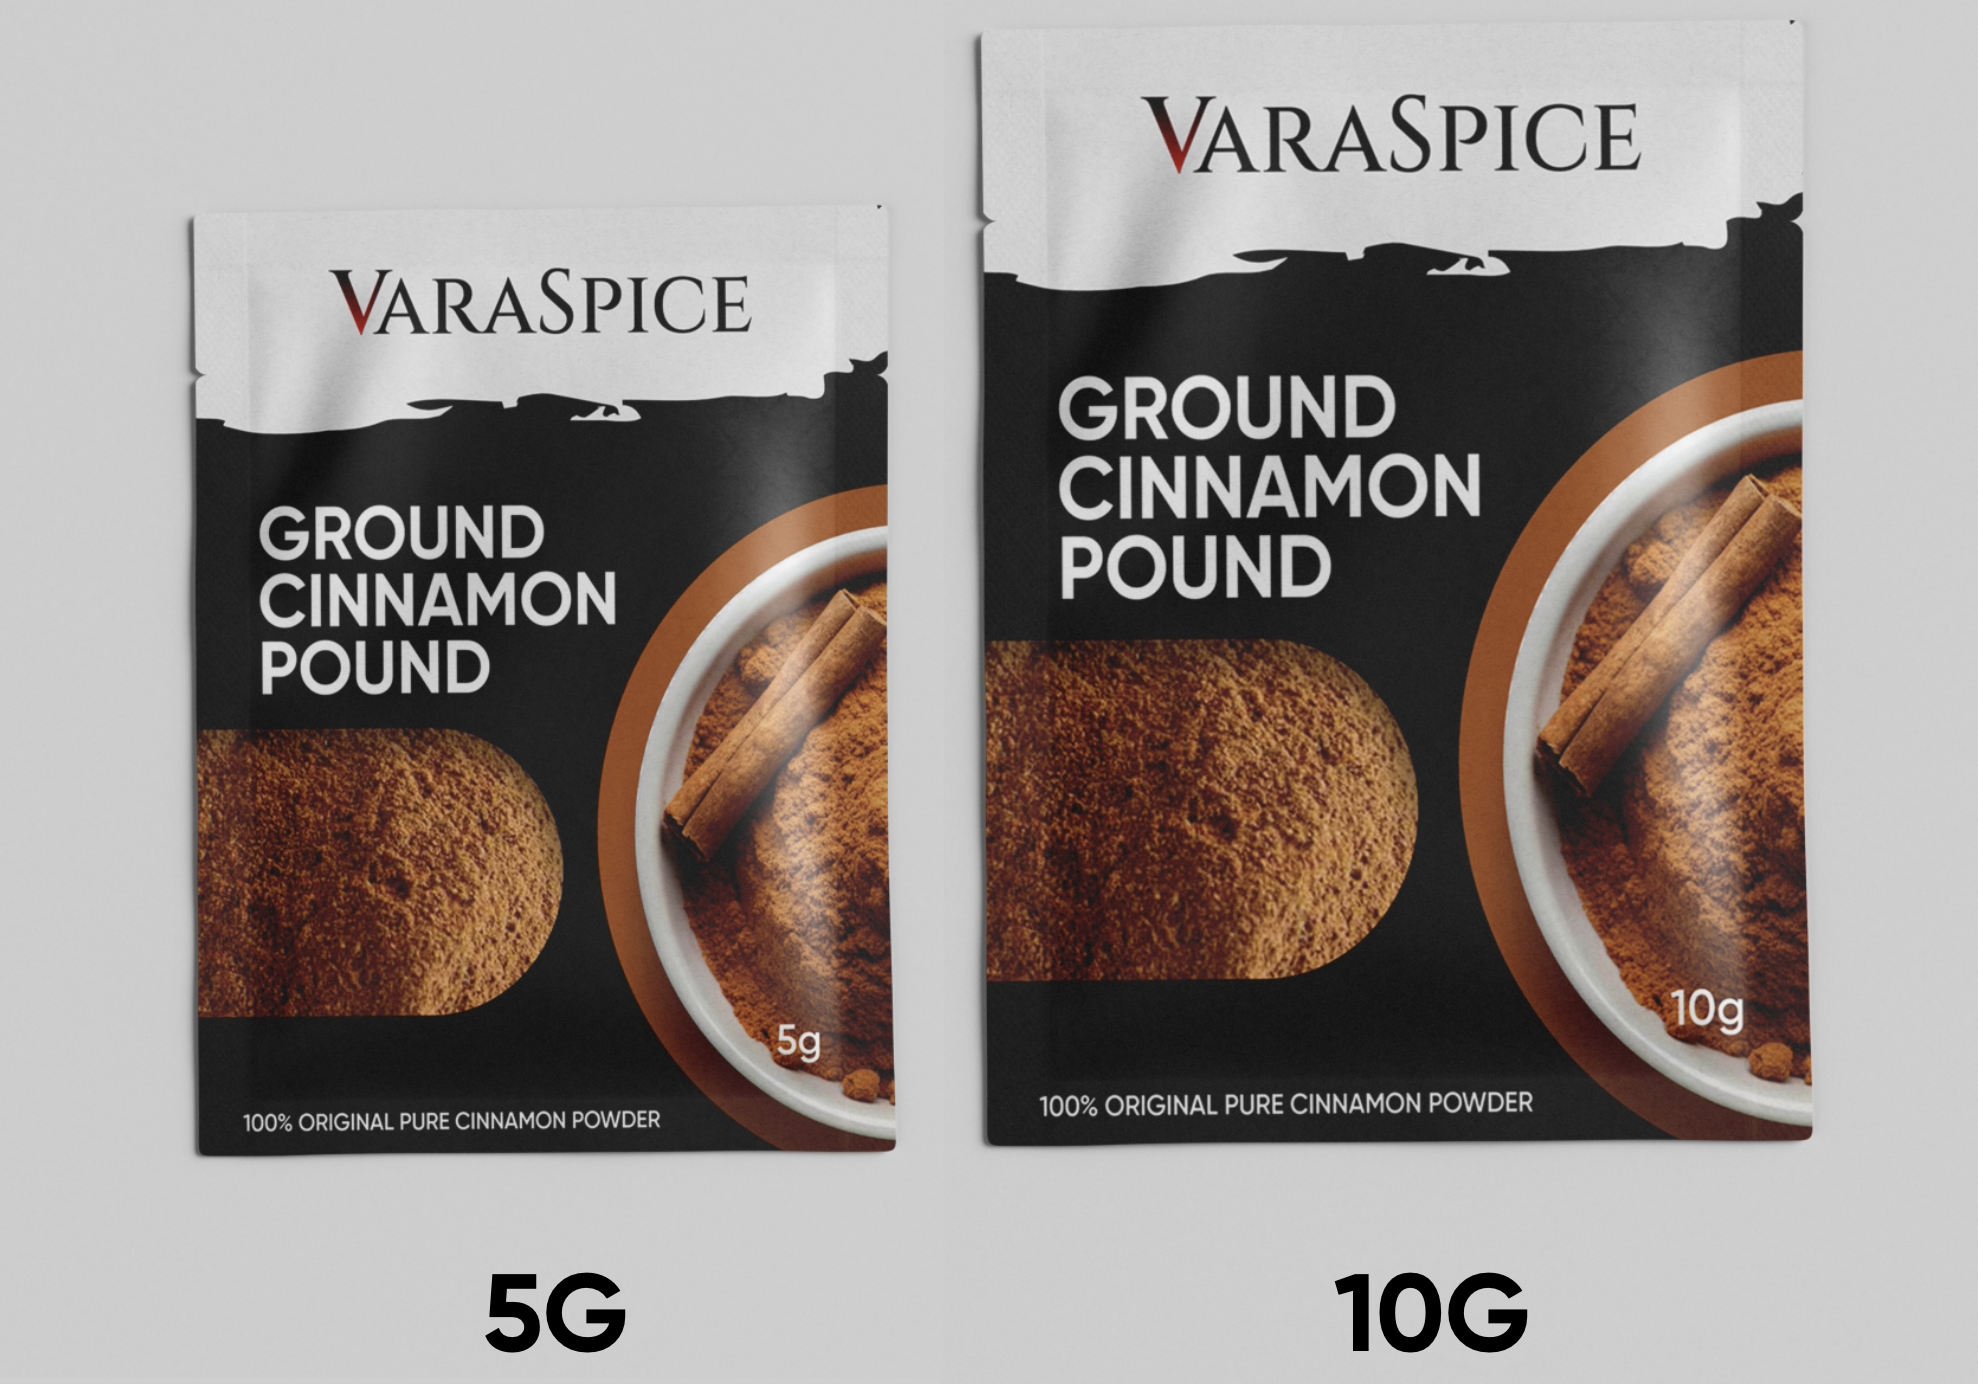 VARASPICE
GROUND
CINNAMON
POUND
5g
100% ORIGINAL PURE CINNAMON POWDER
5G
VARASPICE
GROUND
CINNAMON
POUND
10g
100% ORIGINAL PURE CINNAMON POWDER
10G